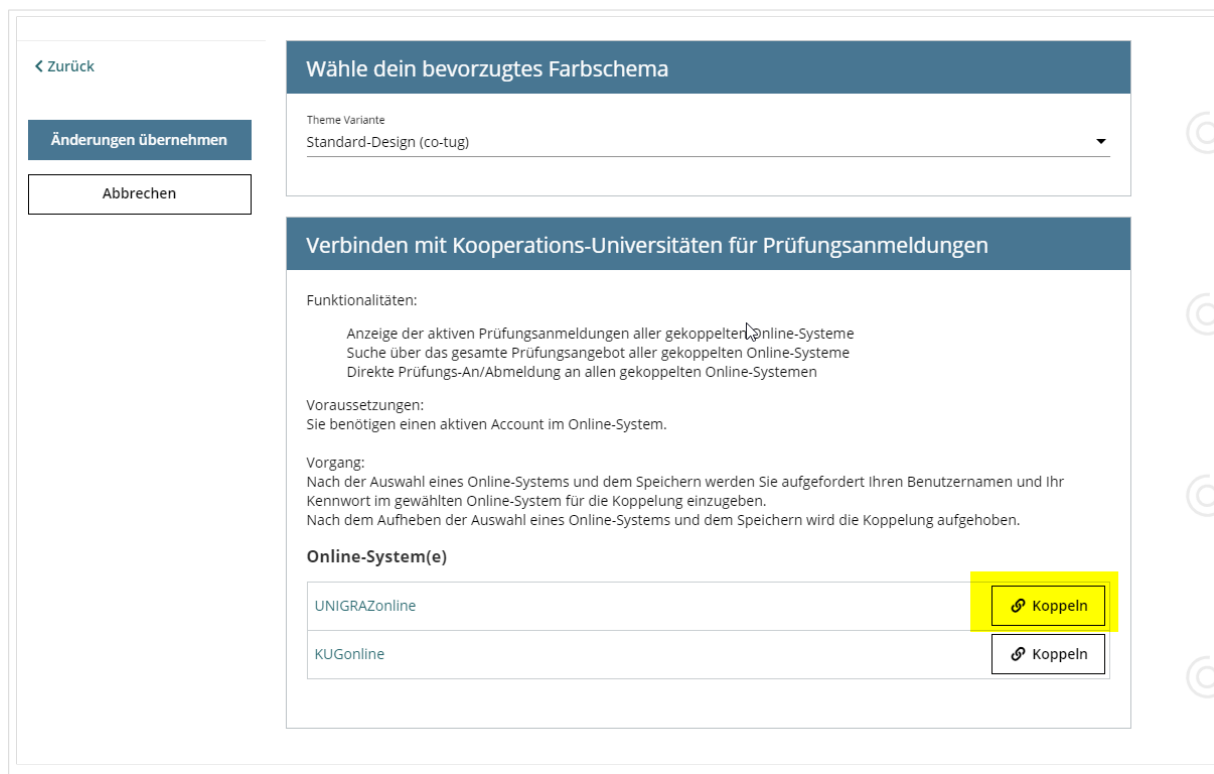 Zurück
Änderungen übernehmen
Abbrechen
Wähle dein bevorzugtes Farbschema
Theme Variante
Standard-Design (co-tug)
Verbinden mit Kooperations-Universitäten für Prüfungsanmeldungen
Funktionalitäten:
Anzeige der aktiven Prüfungsanmeldungen aller gekoppelten Online-Systeme
Suche über das gesamte Prüfungsangebot aller gekoppelten Online-Systeme
Direkte Prüfungs-An/Abmeldung an allen gekoppelten Online-Systemen
Voraussetzungen:
Sie benötigen einen aktiven Account im Online-System.
Vorgang:
Nach der Auswahl eines Online-Systems und dem Speichern werden Sie aufgefordert Ihren Benutzernamen und Ihr
Kennwort im gewählten Online-System für die Koppelung einzugeben.
Nach dem Aufheben der Auswahl eines Online-Systems und dem Speichern wird die Koppelung aufgehoben.
Online-System(e)
UNIGRAZonline Koppeln
KUGonline Koppeln